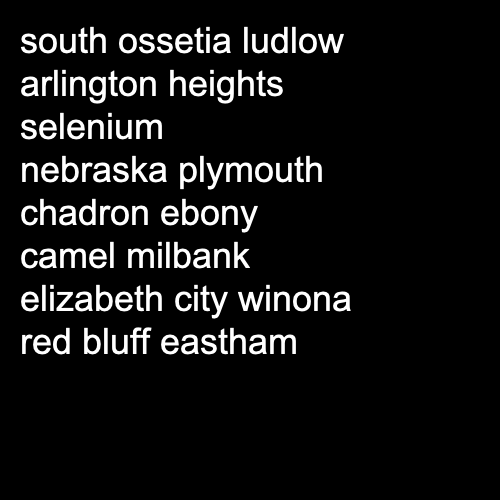 south ossetia ludlow
arlington heights
selenium
nebraska plymouth
chadron ebony
camel milbank
elizabeth city winona
red bluff eastham